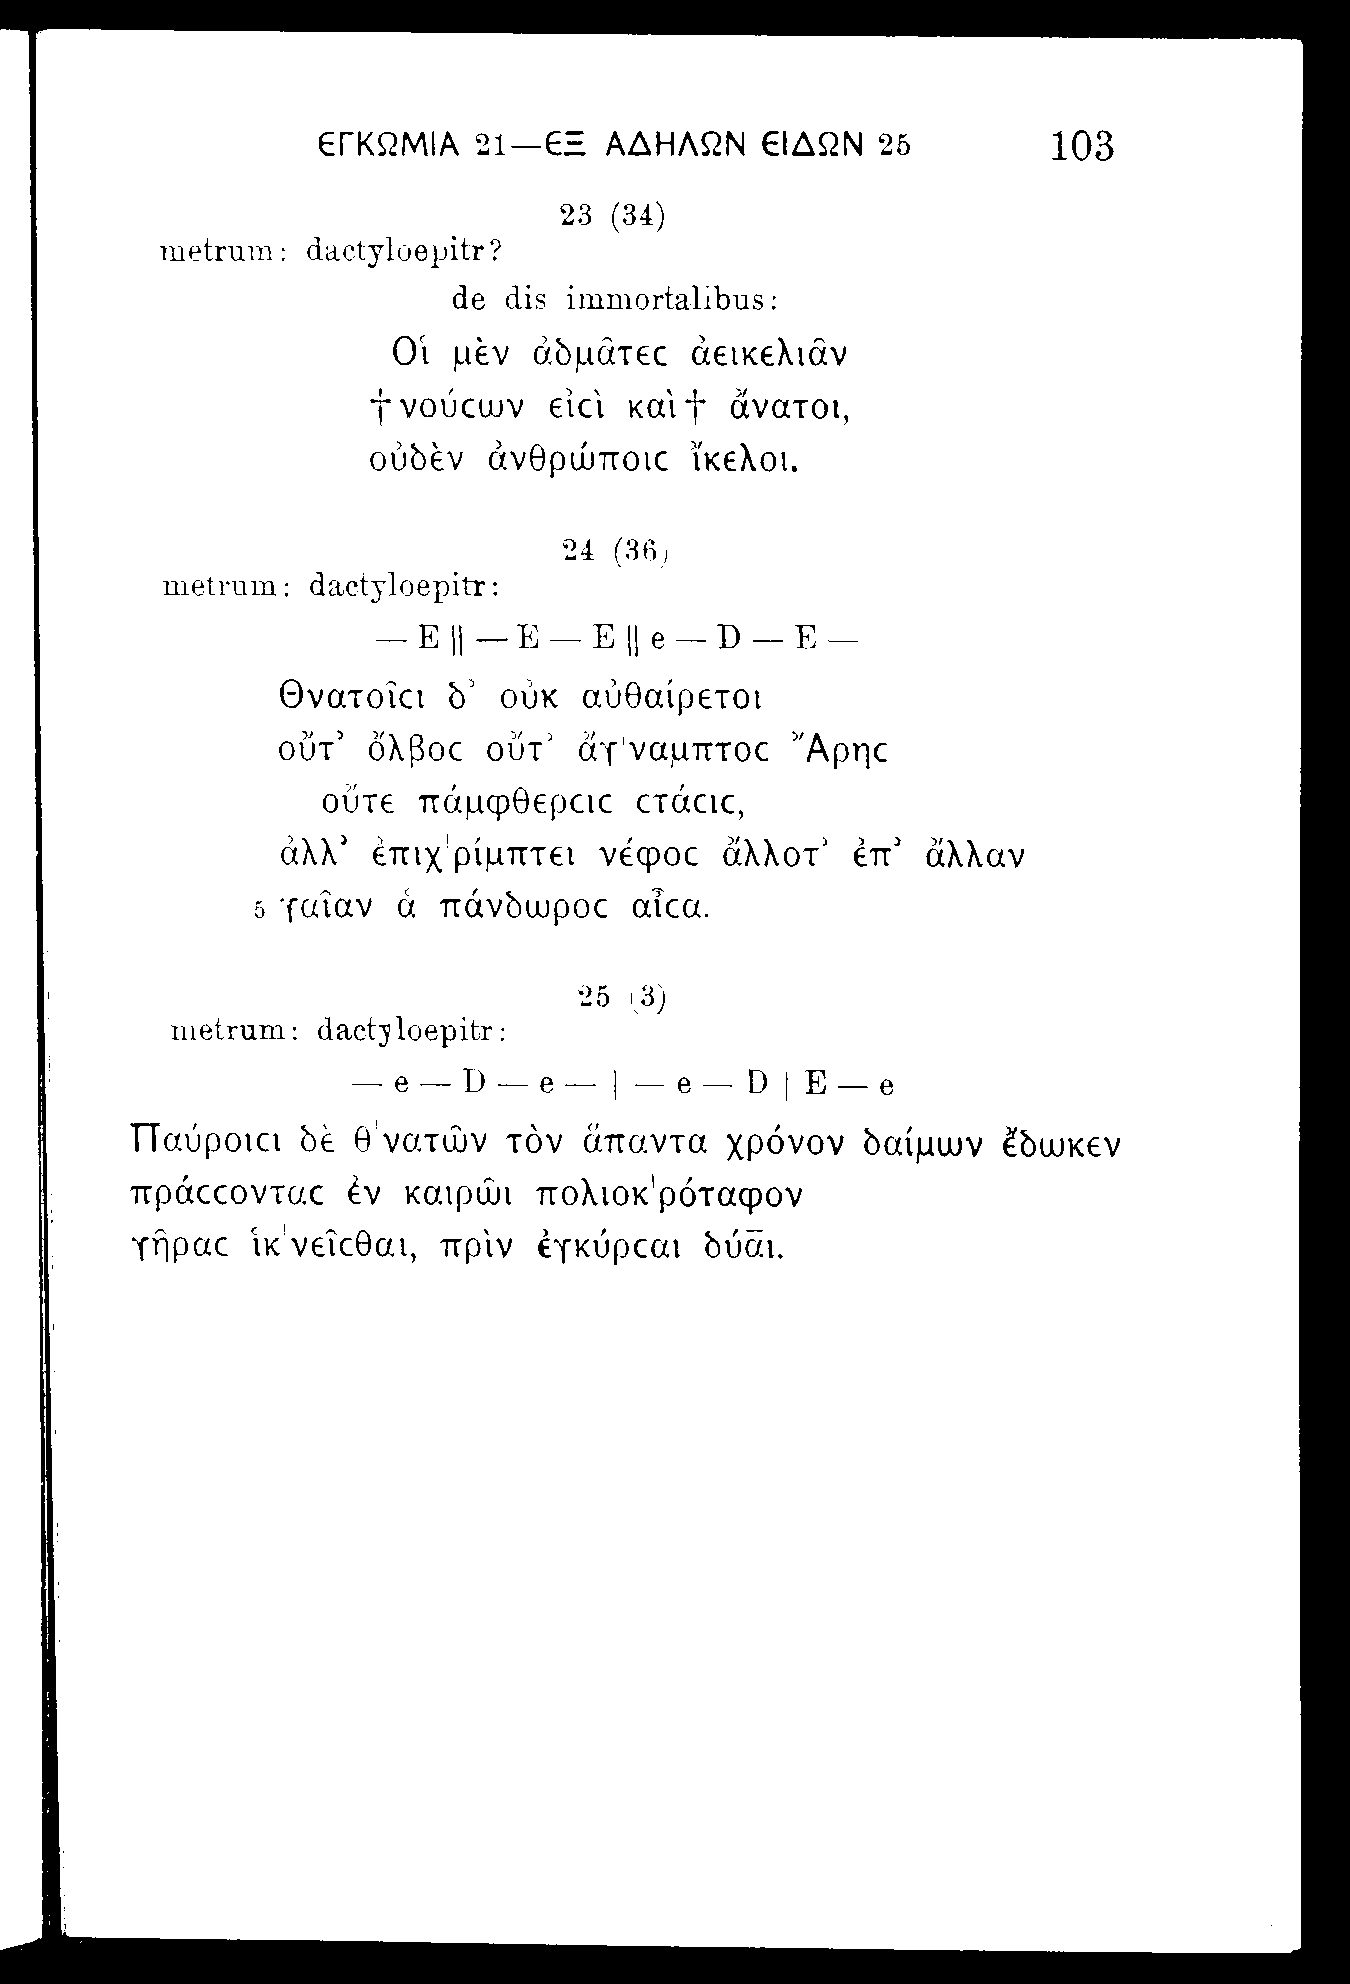 ΕΓΚΩΜΙΑ 21—ΕΞ ΑΔΗΛΩΝ ΕΙΔΩΝ 25 103
23 (34)
metrum: dactyloepitr?
de dis immortalibus:
Οἱ μὲν ἀδμᾶτεϲ ἀεικελιᾶν
†νούϲων εἰϲὶ καὶ† ἄνατοι,
οὐδὲν ἀνθρώποιϲ ἴκελοι.
24 (36)
metrum: dactyloepitr:
— E || — E — E || e — D — E —
Θνατοῖϲι δ' οὐκ αὐθαίρετοι
οὔτ' ὄλβοϲ οὔτ' ἄγ'ναμπτοϲ Ἄρηϲ
οὔτε πάμφθερϲιϲ ϲτάϲιϲ,
ἀλλ' ἐπιχ'ρίμπτει νέφοϲ ἄλλοτ' ἐπ' ἄλλαν
5 γαῖαν ἁ πάνδωροϲ αἶϲα.
25 (3)
metrum: dactyloepitr:
— e — D — e — | — e — D | E — e
Παύροιϲι δὲ θ'νατῶν τὸν ἅπαντα χρόνον δαίμων ἔδωκεν
πράϲϲονταϲ ἐν καιρῶι πολιοκ'ρόταφον
γῆραϲ ἱκ'νεῖϲθαι, πρὶν ἐγκύρϲαι δύᾱι.